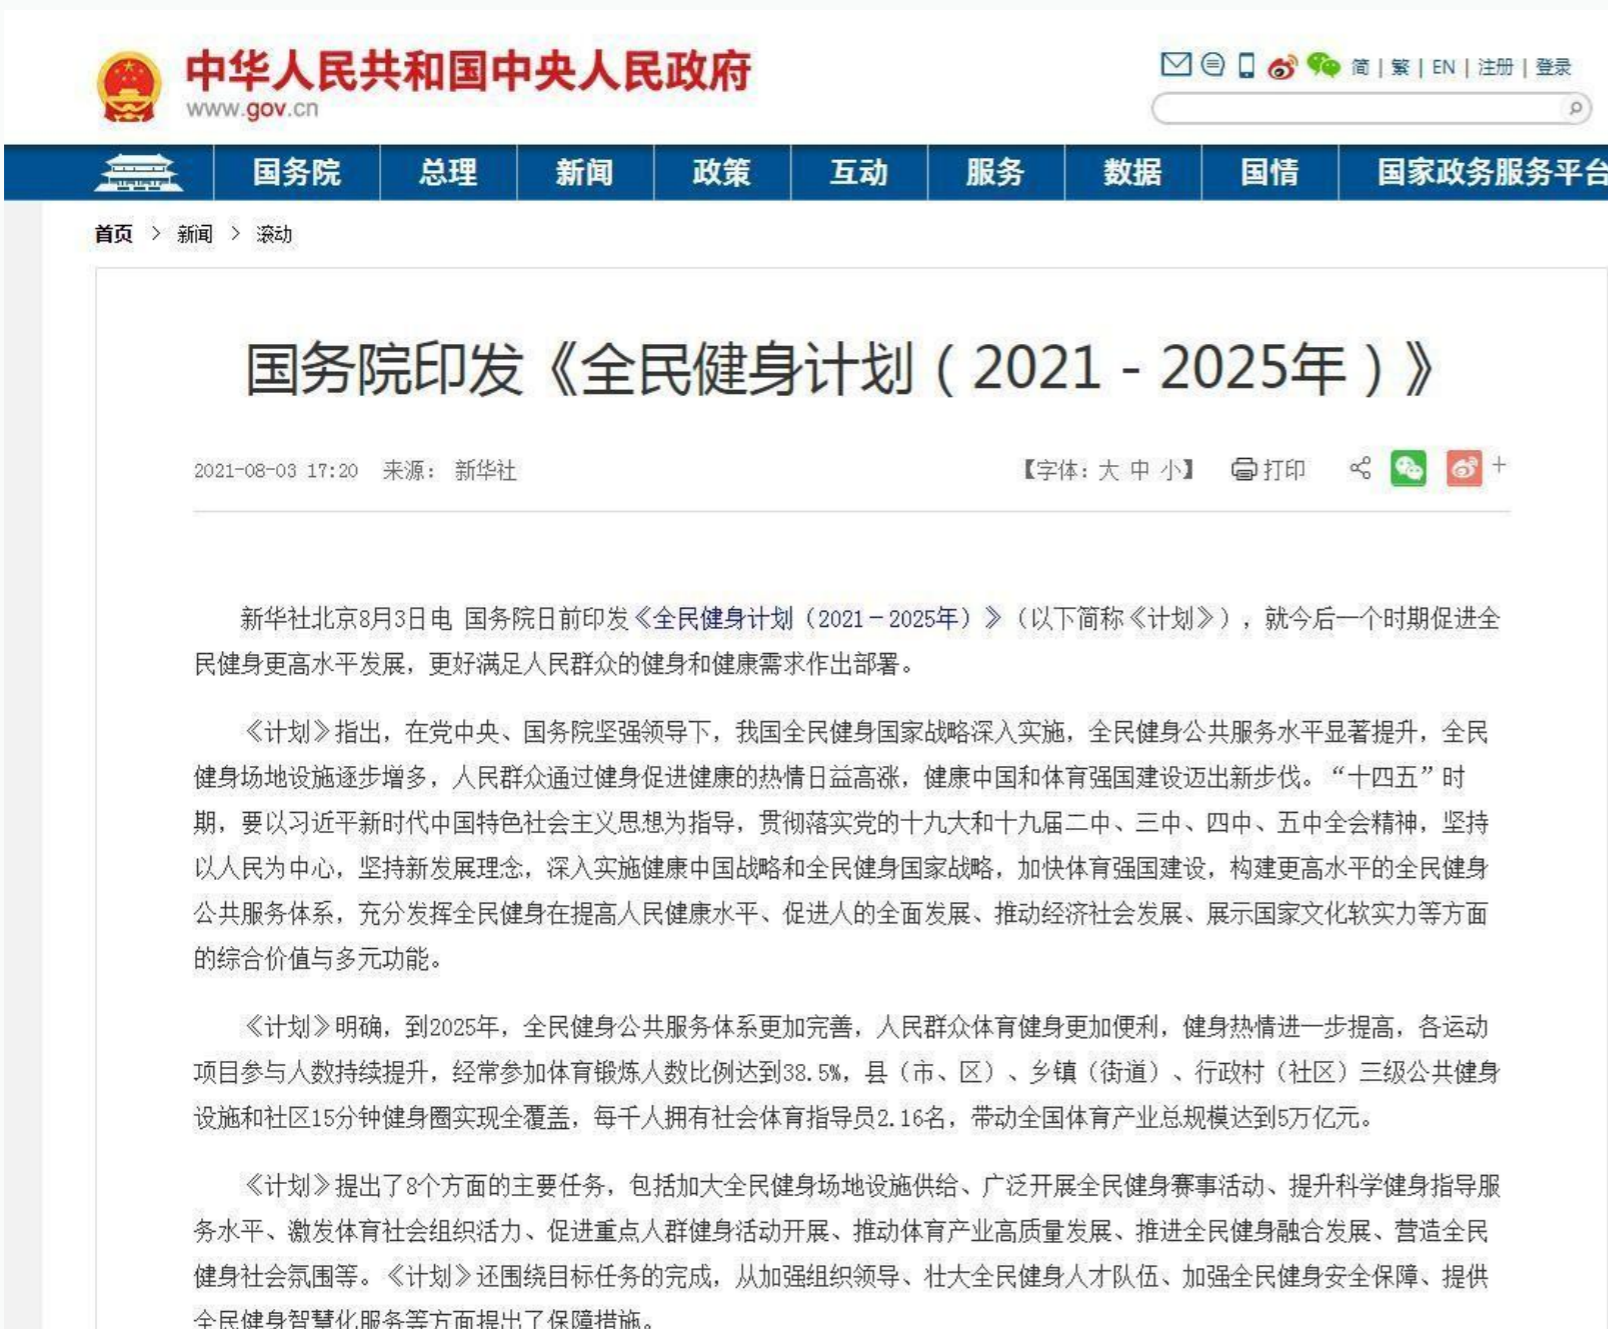 中华人民共和国中央人民政府
www.gov.cn
简 | 繁 | EN | 注册 | 登录
国务院 总理 新闻 政策 互动 服务 数据 国情 国家政务服务平台
首页 > 新闻 > 滚动
国务院印发《全民健身计划（2021－2025年）》
2021-08-03 17:20 来源： 新华社 【字体：大 中 小】 打印 +
新华社北京8月3日电 国务院日前印发《全民健身计划（2021－2025年）》（以下简称《计划》），就今后一个时期促进全
民健身更高水平发展，更好满足人民群众的健身和健康需求作出部署。
《计划》指出，在党中央、国务院坚强领导下，我国全民健身国家战略深入实施，全民健身公共服务水平显著提升，全民
健身场地设施逐步增多，人民群众通过健身促进健康的热情日益高涨，健康中国和体育强国建设迈出新步伐。“十四五”时
期，要以习近平新时代中国特色社会主义思想为指导，贯彻落实党的十九大和十九届二中、三中、四中、五中全会精神，坚持
以人民为中心，坚持新发展理念，深入实施健康中国战略和全民健身国家战略，加快体育强国建设，构建更高水平的全民健身
公共服务体系，充分发挥全民健身在提高人民健康水平、促进人的全面发展、推动经济社会发展、展示国家文化软实力等方面
的综合价值与多元功能。
《计划》明确，到2025年，全民健身公共服务体系更加完善，人民群众体育健身更加便利，健身热情进一步提高，各运动
项目参与人数持续提升，经常参加体育锻炼人数比例达到38.5%，县（市、区）、乡镇（街道）、行政村（社区）三级公共健身
设施和社区15分钟健身圈实现全覆盖，每千人拥有社会体育指导员2.16名，带动全国体育产业总规模达到5万亿元。
《计划》提出了8个方面的主要任务，包括加大全民健身场地设施供给、广泛开展全民健身赛事活动、提升科学健身指导服
务水平、激发体育社会组织活力、促进重点人群健身活动开展、推动体育产业高质量发展、推进全民健身融合发展、营造全民
健身社会氛围等。《计划》还围绕目标任务的完成，从加强组织领导、壮大全民健身人才队伍、加强全民健身安全保障、提供
全民健身智慧化服务等方面提出了保障措施。